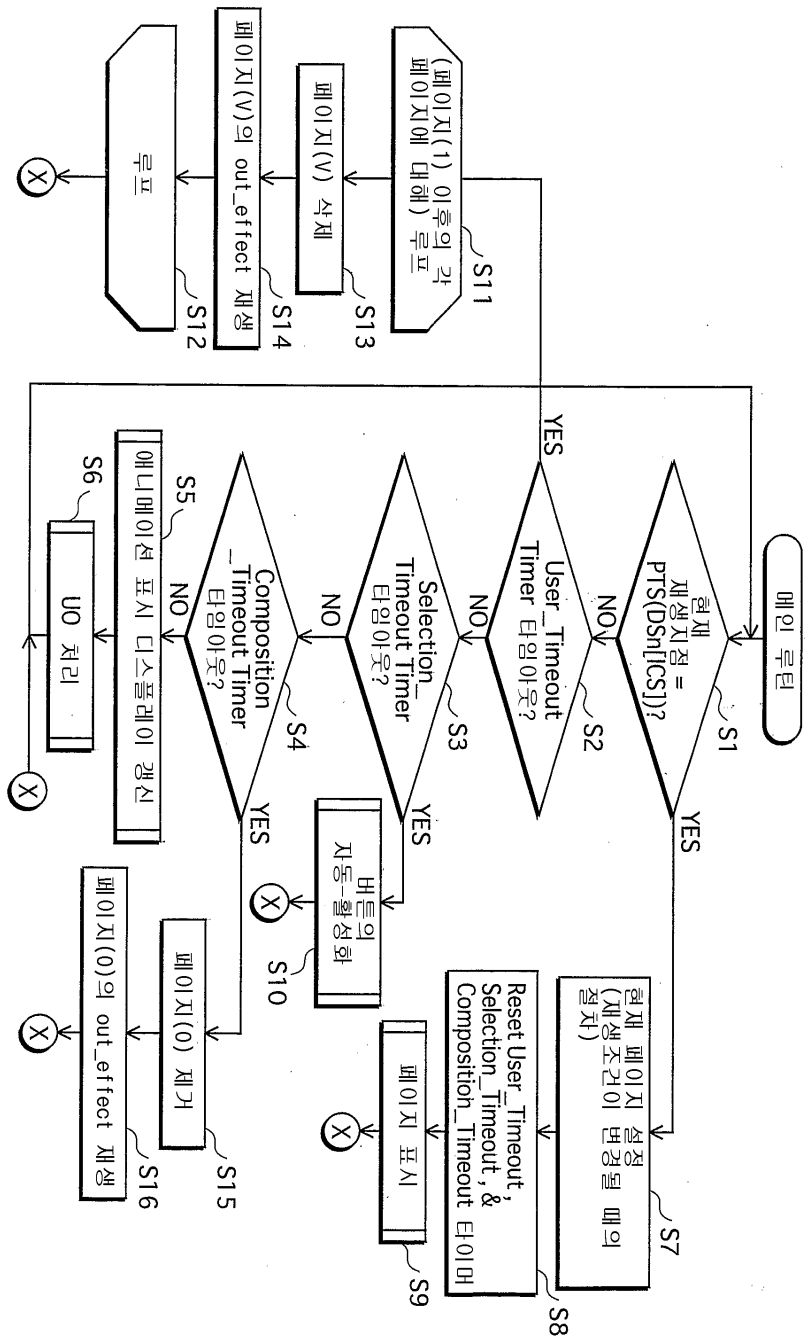 메인 루틴
현재
재생지점 =
PTS(DSn[ICS])?
S1
YES
NO
현재 페이지 설정
(재생조건이 변경될 때의
절차)
S7
Reset User_Timeout,
Selection_Timeout, &
Composition_Timeout 타이머
S8
페이지 표시
S9
X
User_Timeout
Timer 타임아웃?
S2
YES
NO
(페이지(1) 이후의 각
페이지에 대해) 루프
S11
페이지(V) 삭제
S13
페이지(V)의 out_effect 재생
S14
루프
S12
X
Selection_
Timeout Timer
타임아웃?
S3
YES
NO
버튼의
자동-활성화
S10
X
Composition
_Timeout Timer
타임아웃?
S4
YES
NO
페이지(0) 제거
S15
페이지(0)의 out_effect 재생
S16
X
애니메이션 표시 디스플레이 갱신
S5
UO 처리
S6
X